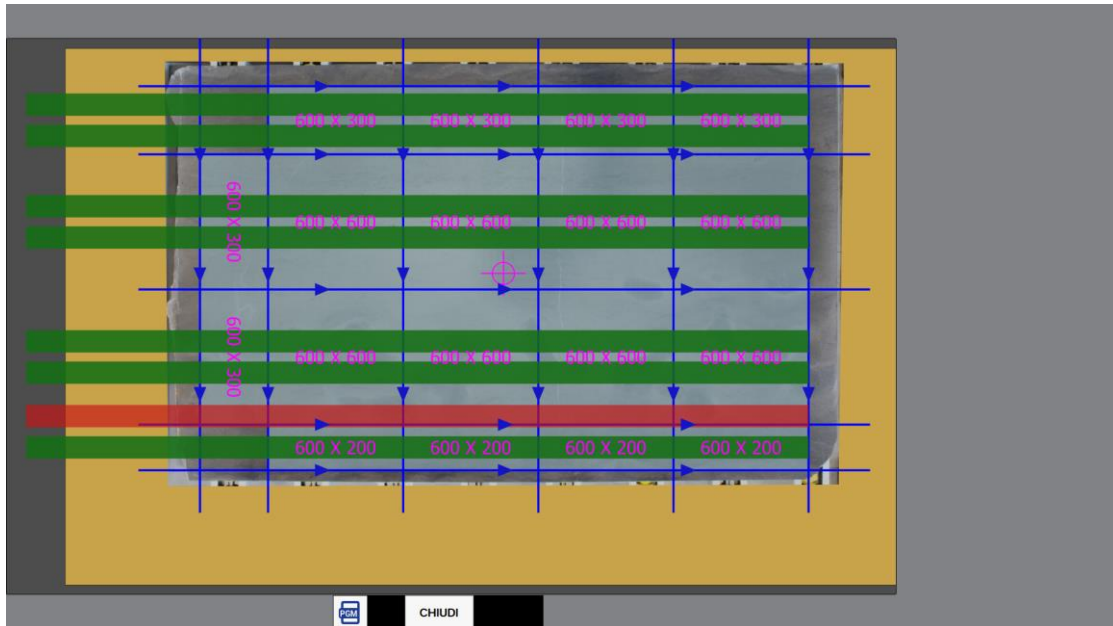 600 X 300 600 X 300 600 X 300 600 X 300
600 X 300
600 X 600 600 X 600 600 X 600 600 X 600
600 X 300
600 X 600 600 X 600 600 X 600 600 X 600
600 X 200 600 X 200 600 X 200 600 X 200
PGM
CHIUDI